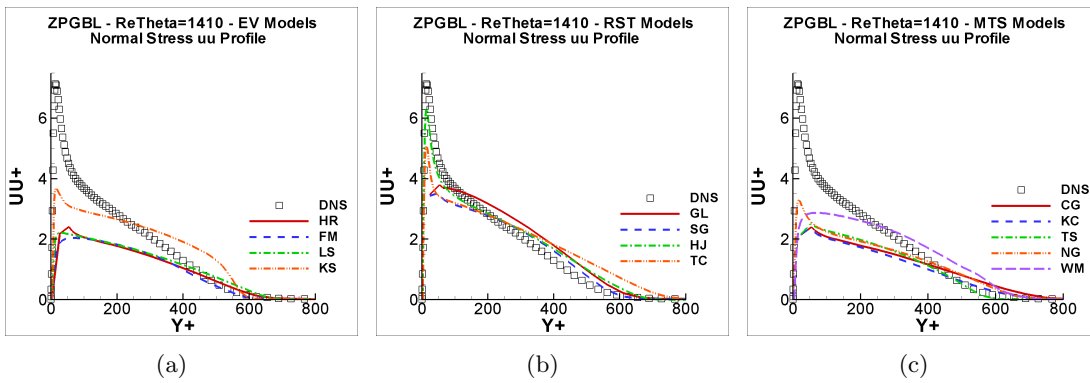 ZPGBL - ReTheta=1410 - EV Models
Normal Stress uu Profile
UU+
6
4
2
0
0
200
400
600
800
Y+
DNS
HR
FM
LS
KS
(a)
ZPGBL - ReTheta=1410 - RST Models
Normal Stress uu Profile
UU+
6
4
2
0
0
200
400
600
800
Y+
DNS
GL
SG
HJ
TC
(b)
ZPGBL - ReTheta=1410 - MTS Models
Normal Stress uu Profile
UU+
6
4
2
0
0
200
400
600
800
Y+
DNS
CG
KC
TS
NG
WM
(c)